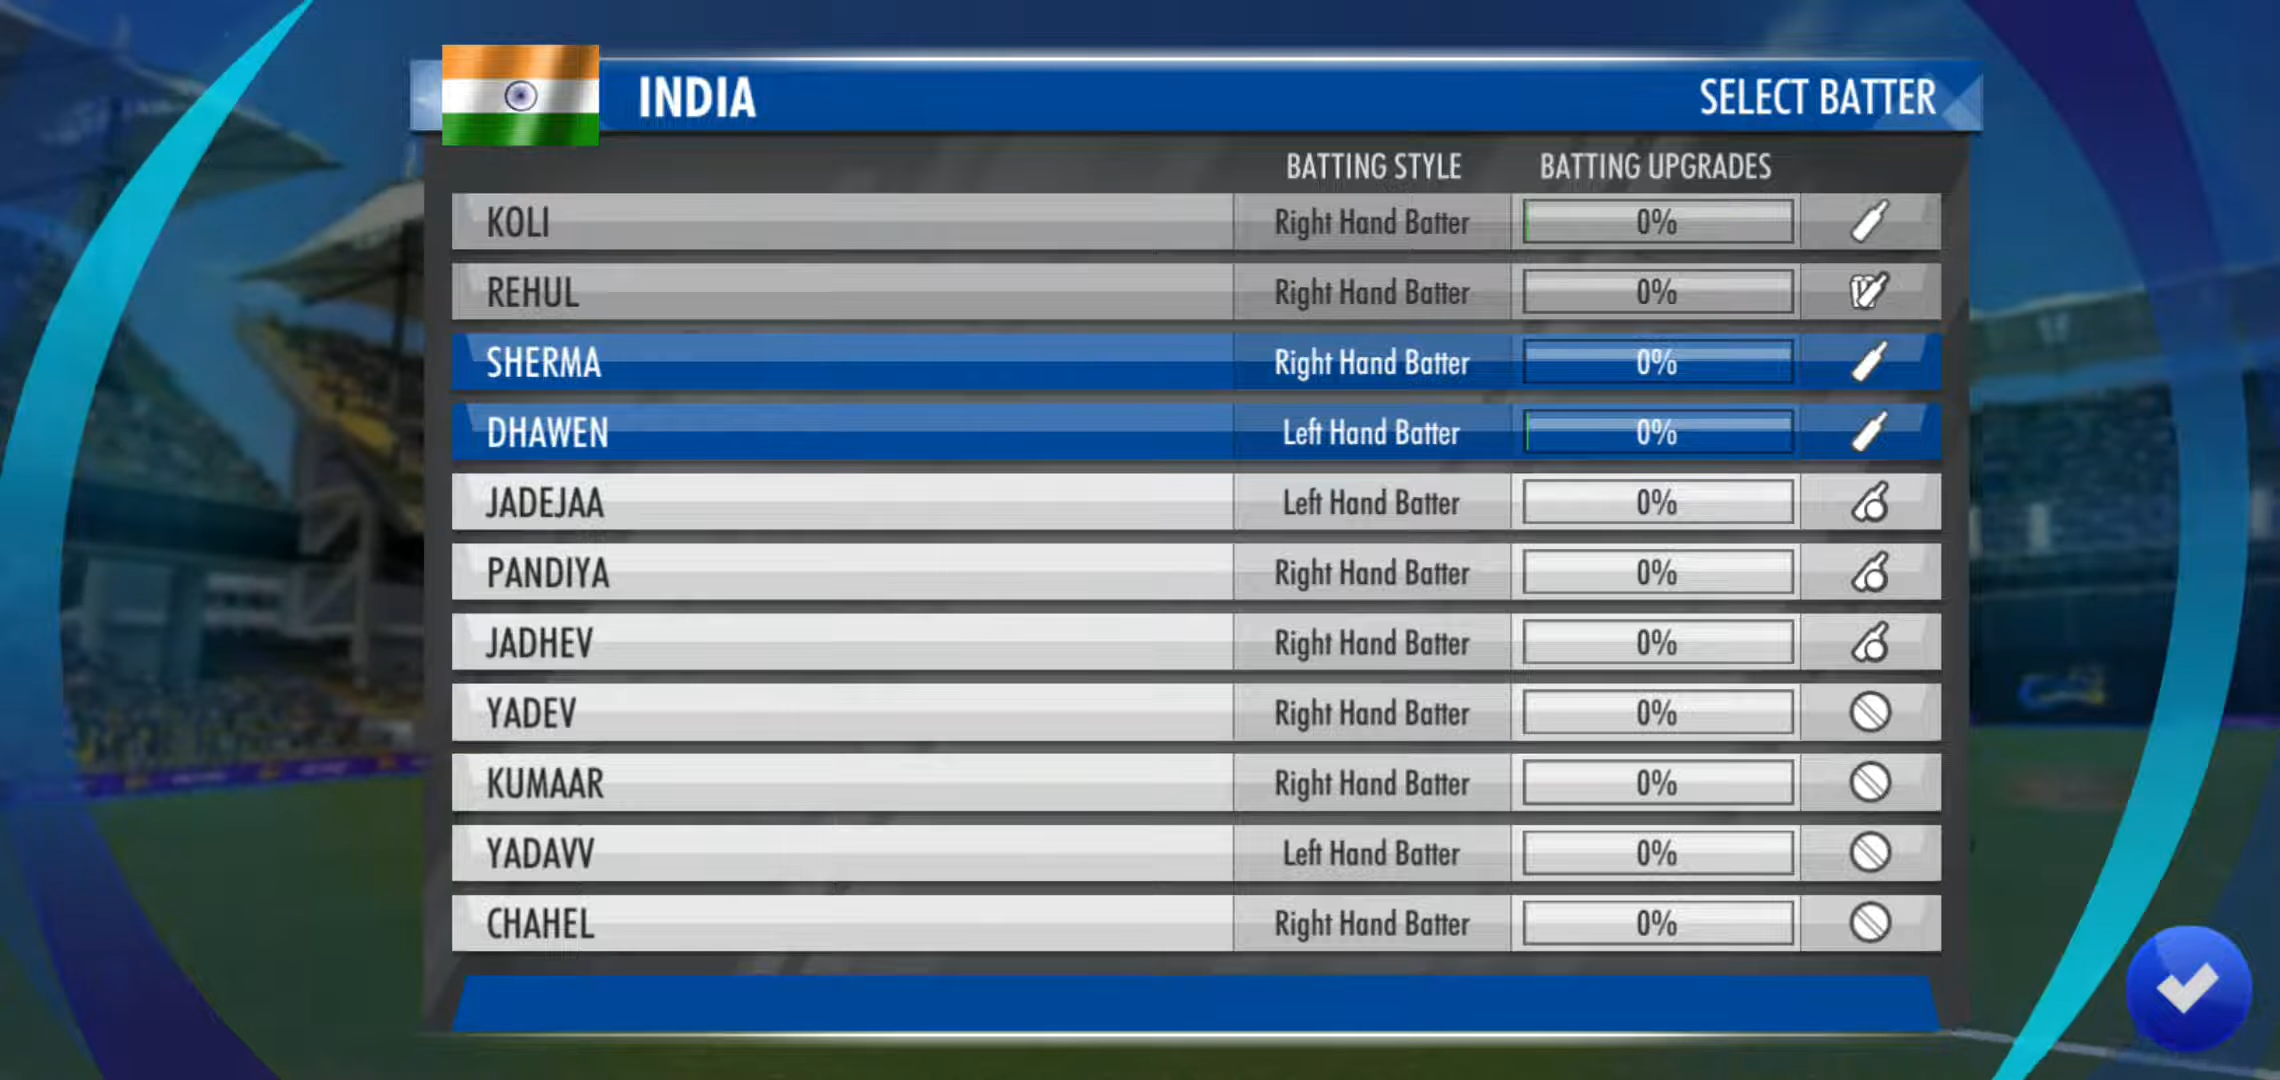 INDIA SELECT BATTER
BATTING STYLE BATTING UPGRADES
KOLI Right Hand Batter 0%
REHUL Right Hand Batter 0%
SHERMA Right Hand Batter 0%
DHAWEN Left Hand Batter 0%
JADEJAA Left Hand Batter 0%
PANDIYA Right Hand Batter 0%
JADHEV Right Hand Batter 0%
YADEV Right Hand Batter 0%
KUMAAR Right Hand Batter 0%
YADAVV Left Hand Batter 0%
CHAHEL Right Hand Batter 0%